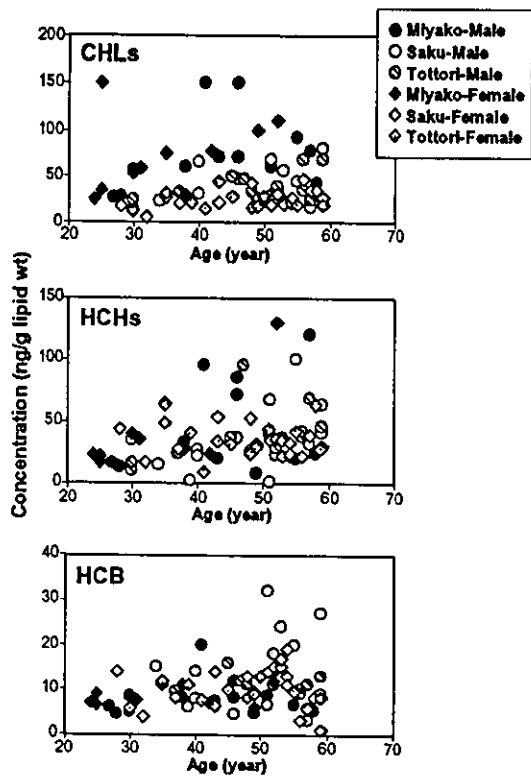 Miyako-Male
Saku-Male
Tottori-Male
Miyako-Female
Saku-Female
Tottori-Female
CHLs
200
150
100
50
0
20 30 40 50 60 70
Age (year)
Concentration (ng/g lipid wt)
HCHs
150
100
50
0
20 30 40 50 60 70
Age (year)
HCB
40
30
20
10
0
20 30 40 50 60 70
Age (year)